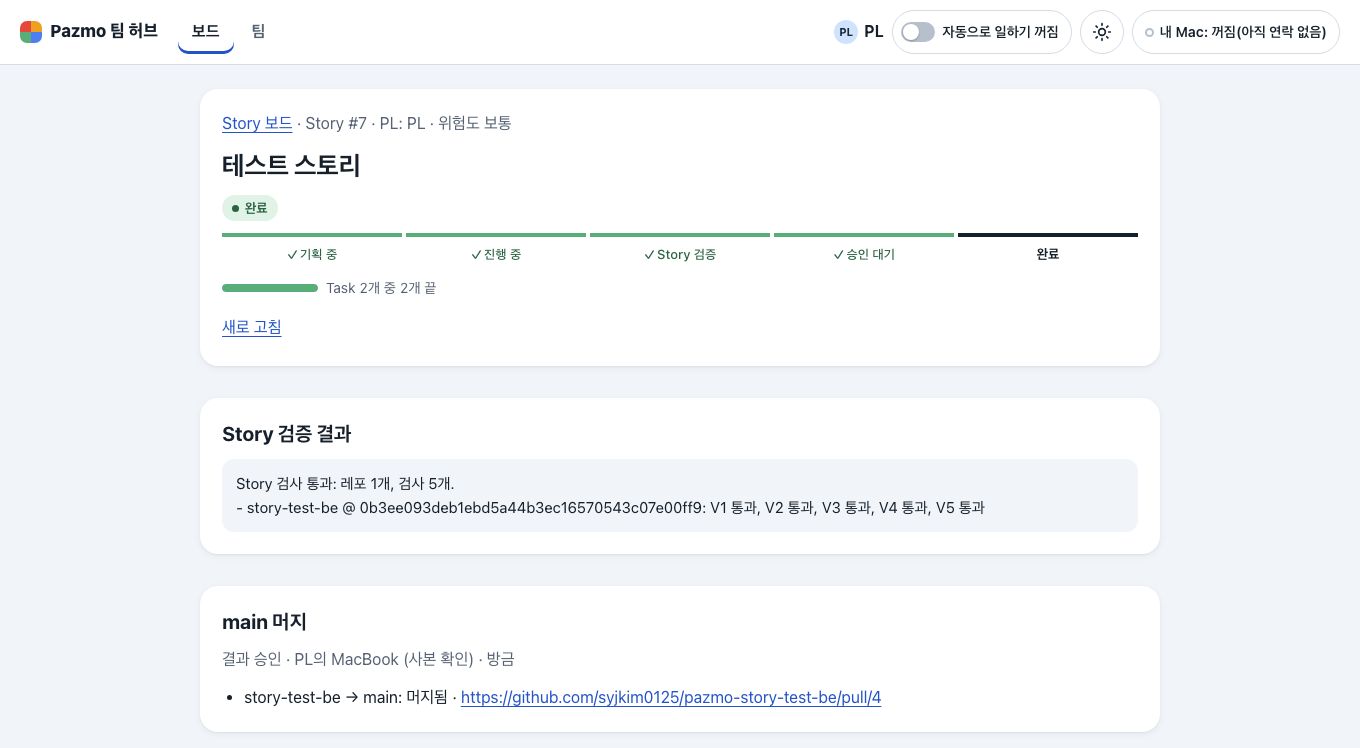 Pazmo 팀 허브
보드
팀
PL PL
자동으로 일하기 꺼짐
내 Mac: 꺼짐(아직 연락 없음)
Story 보드 · Story #7 · PL: PL · 위험도 보통
테스트 스토리
완료
✓기획 중
✓진행 중
✓Story 검증
✓승인 대기
완료
Task 2개 중 2개 끝
새로 고침
Story 검증 결과
Story 검사 통과: 레포 1개, 검사 5개.
- story-test-be @ 0b3ee093deb1ebd5a44b3ec16570543c07e00ff9: V1 통과, V2 통과, V3 통과, V4 통과, V5 통과
main 머지
결과 승인 · PL의 MacBook (사본 확인) · 방금
• story-test-be → main: 머지됨 · https://github.com/syjkim0125/pazmo-story-test-be/pull/4